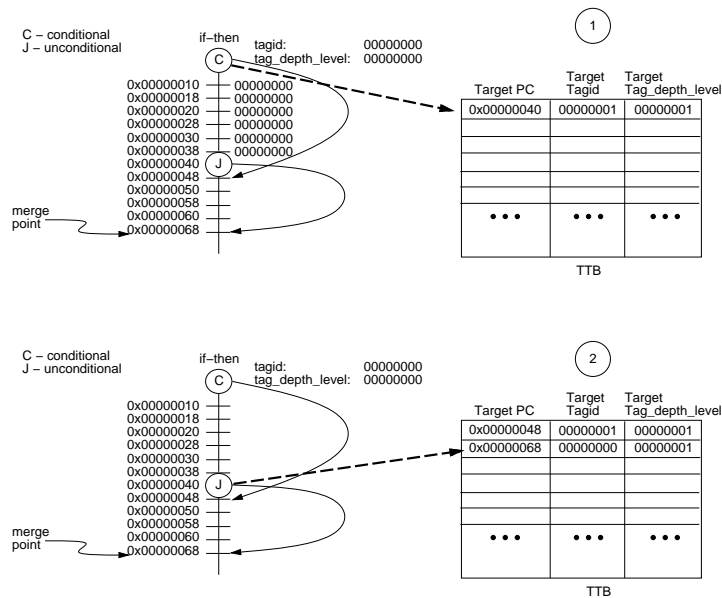 1
C – conditional
J – unconditional
if–then
tagid: 00000000
tag_depth_level: 00000000
C
Target PC
Target Tagid
Target Tag_depth_level
0x00000040 00000001 00000001
0x00000010 00000000
0x00000018 00000000
0x00000020 00000000
0x00000028 00000000
0x00000030 00000000
0x00000038 00000000
0x00000040
J
0x00000048
0x00000050
0x00000058
0x00000060
0x00000068
merge
point
• • • • • • • • •
TTB
2
C – conditional
J – unconditional
if–then
tagid: 00000000
tag_depth_level: 00000000
C
Target PC
Target Tagid
Target Tag_depth_level
0x00000048 00000001 00000001
0x00000068 00000000 00000001
0x00000010
0x00000018
0x00000020
0x00000028
0x00000030
0x00000038
0x00000040
J
0x00000048
0x00000050
0x00000058
0x00000060
0x00000068
merge
point
• • • • • • • • •
TTB